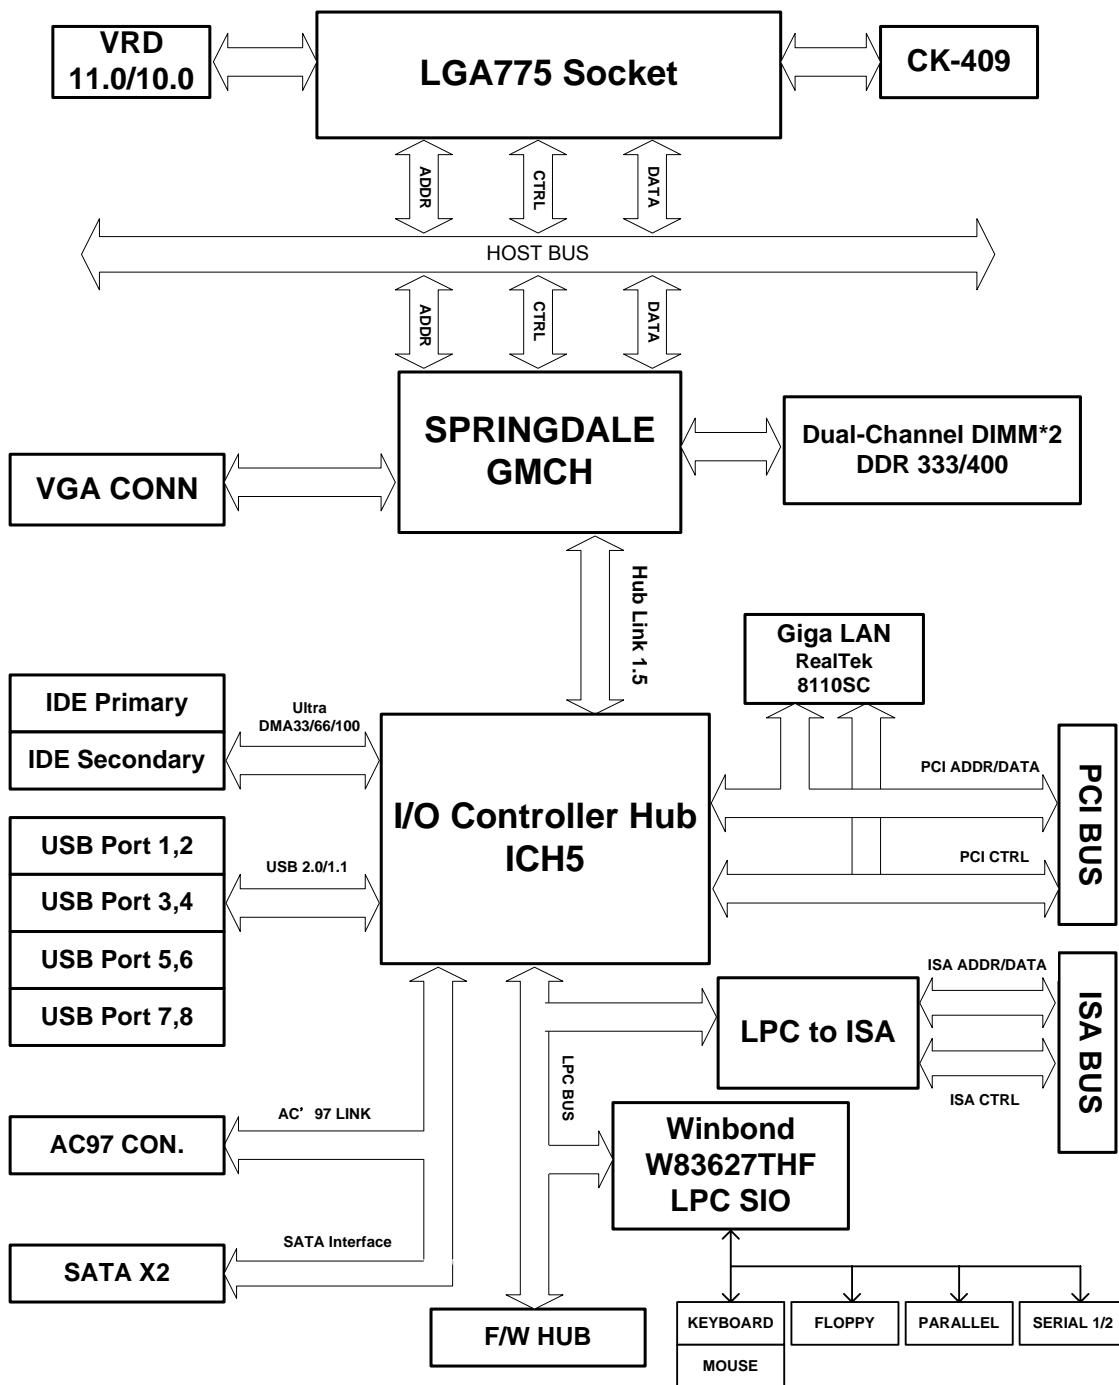 VRD
11.0/10.0
LGA775 Socket
CK-409
ADDR
CTRL
DATA
HOST BUS
ADDR
CTRL
DATA
SPRINGDALE
GMCH
Dual-Channel DIMM*2
DDR 333/400
VGA CONN
Hub Link 1.5
Giga LAN
RealTek
8110SC
IDE Primary
IDE Secondary
Ultra
DMA33/66/100
I/O Controller Hub
ICH5
PCI ADDR/DATA
PCI CTRL
PCI BUS
USB Port 1,2
USB Port 3,4
USB Port 5,6
USB Port 7,8
USB 2.0/1.1
LPC to ISA
ISA ADDR/DATA
ISA CTRL
ISA BUS
LPC BUS
AC' 97 LINK
AC97 CON.
Winbond
W83627THF
LPC SIO
SATA Interface
SATA X2
F/W HUB
KEYBOARD
MOUSE
FLOPPY
PARALLEL
SERIAL 1/2